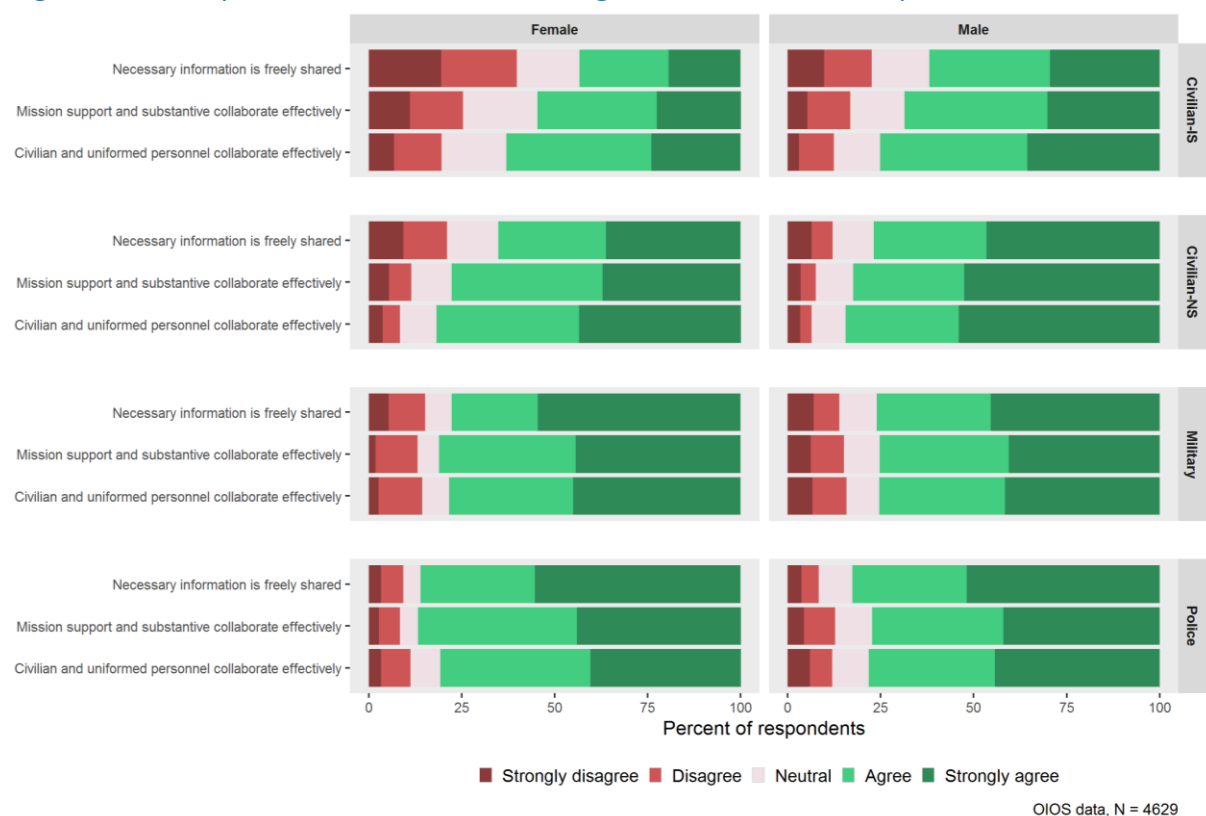 Female Male
Necessary information is freely shared
Mission support and substantive collaborate effectively
Civilian and uniformed personnel collaborate effectively
Civilian-IS
Necessary information is freely shared
Mission support and substantive collaborate effectively
Civilian and uniformed personnel collaborate effectively
Civilian-NS
Necessary information is freely shared
Mission support and substantive collaborate effectively
Civilian and uniformed personnel collaborate effectively
Military
Necessary information is freely shared
Mission support and substantive collaborate effectively
Civilian and uniformed personnel collaborate effectively
Police
0 25 50 75 100 0 25 50 75 100
Percent of respondents
Strongly disagree Disagree Neutral Agree Strongly agree
OIOS data, N = 4629